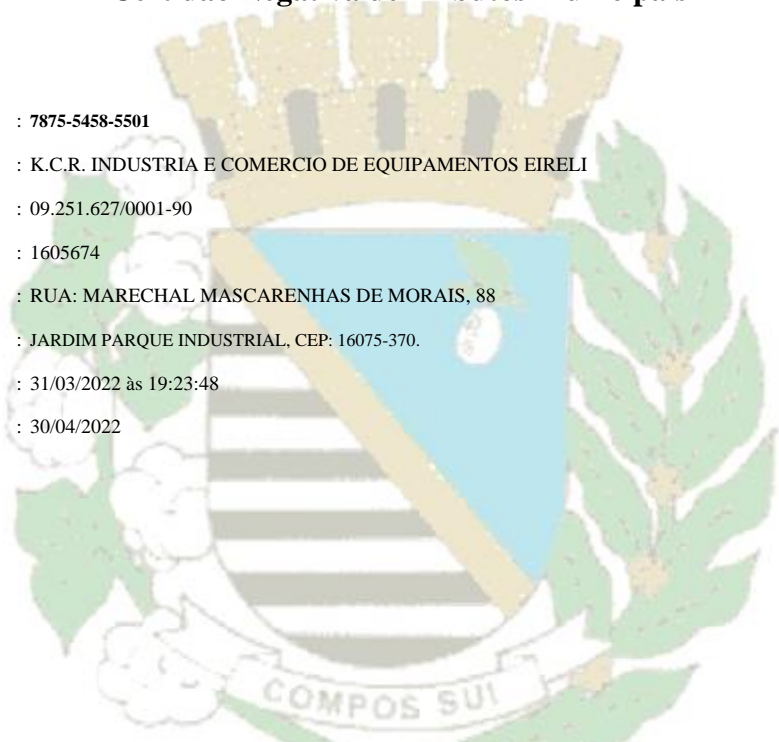 : 7875-5458-5501
: K.C.R. INDUSTRIA E COMERCIO DE EQUIPAMENTOS EIRELI
: 09.251.627/0001-90
: 1605674
: RUA: MARECHAL MASCARENHAS DE MORAIS, 88
: JARDIM PARQUE INDUSTRIAL, CEP: 16075-370.
: 31/03/2022 às 19:23:48
: 30/04/2022
COMPOS SUI